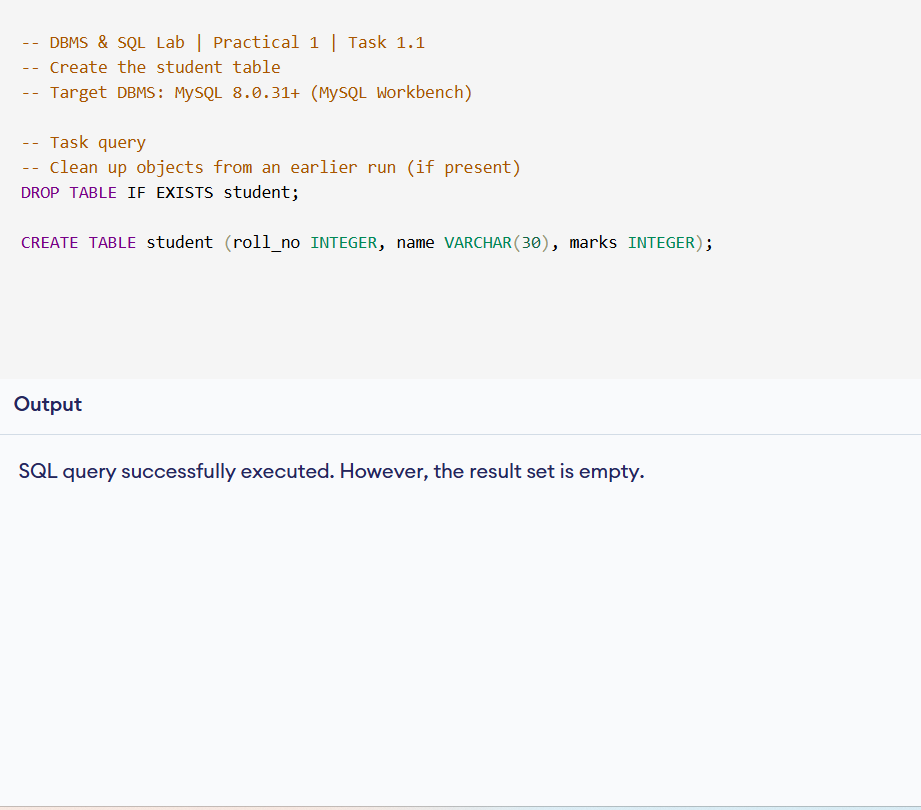 -- DBMS & SQL Lab | Practical 1 | Task 1.1
-- Create the student table
-- Target DBMS: MySQL 8.0.31+ (MySQL Workbench)
-- Task query
-- Clean up objects from an earlier run (if present)
DROP TABLE IF EXISTS student;
CREATE TABLE student (roll_no INTEGER, name VARCHAR(30), marks INTEGER);
Output
SQL query successfully executed. However, the result set is empty.